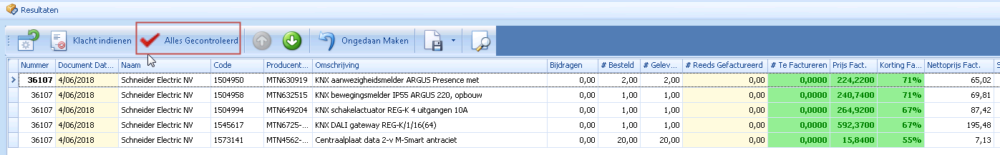 Resultaten
Klacht indienen Alles Gecontroleerd Ongedaan Maken
Nummer Document Dat... Naam Code Producent... Omschrijving Bijdragen # Besteld # Gelev... # Reeds Gefactureerd # Te Factureren Prijs Fact. Korting Fa... Nettoprijs Fact. S
36107 4/06/2018 Schneider Electric NV 1504950 MTN630919 KNX aanwezigheidsmelder ARGUS Presence met 0,00 2,00 2,00 0,00 0,0000 224,2200 71% 65,02
36107 4/06/2018 Schneider Electric NV 1504958 MTN632515 KNX bewegingsmelder IP55 ARGUS 220, opbouw 0,00 1,00 1,00 0,00 0,0000 240,7400 71% 69,81
36107 4/06/2018 Schneider Electric NV 1504994 MTN649204 KNX schakelactuator REG-K 4 uitgangen 10A 0,00 1,00 1,00 0,00 0,0000 264,9200 67% 87,42
36107 4/06/2018 Schneider Electric NV 1545617 MTN6725-... KNX DALI gateway REG-K/1/16(64) 0,00 1,00 1,00 0,00 0,0000 592,3700 67% 195,48
36107 4/06/2018 Schneider Electric NV 1573141 MTN4562-... Centraalplaat data 2-v M-Smart antraciet 0,00 20,00 20,00 0,00 0,0000 15,8400 55% 7,13